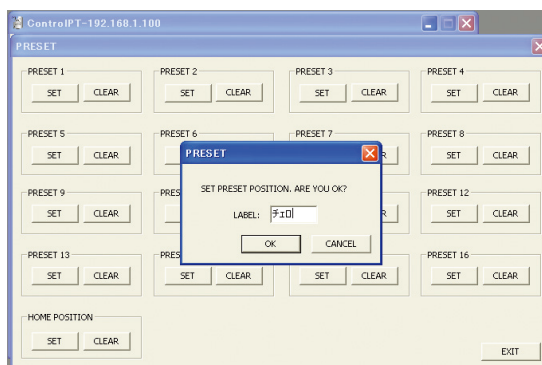 ControlPT-192.168.1.100
PRESET
PRESET 1 PRESET 2 PRESET 3 PRESET 4
SET CLEAR SET CLEAR SET CLEAR SET CLEAR
PRESET 5 PRESET 6 PRESET 7 PRESET 8
SET CLEAR SET CLEAR
PRESET
SET PRESET POSITION. ARE YOU OK?
LABEL: チェロ
OK CANCEL
PRESET 9 PRESET 12
SET CLEAR SET CLEAR
PRESET 13 PRESET 16
SET CLEAR SET CLEAR SET CLEAR SET CLEAR
HOME POSITION
SET CLEAR
EXIT